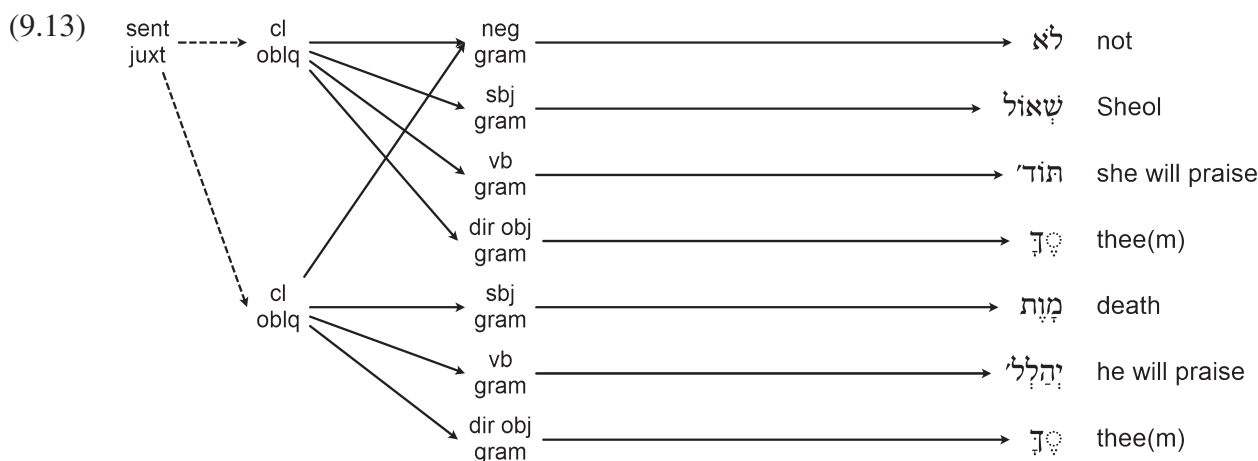 (9.13)
sent
juxt
cl
oblq
neg
gram
לֹא not
sbj
gram
שְׁאוֹל Sheol
vb
gram
תּוֹד׳ she will praise
dir obj
gram
◌ֶךָּ thee(m)
cl
oblq
sbj
gram
מָוֶת death
vb
gram
יְהַלְל׳ he will praise
dir obj
gram
◌ֶךָּ thee(m)